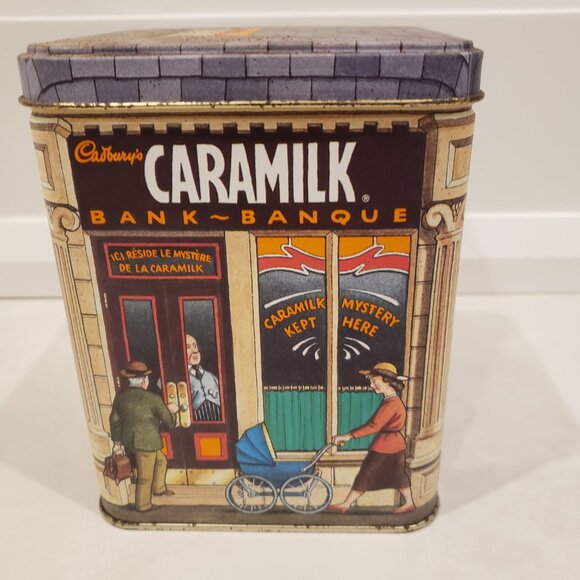 Cadbury's
CARAMILK®
BANK ~ BANQUE
ICI RÉSIDE LE MYSTÈRE
DE LA CARAMILK
CARAMILK MYSTERY
KEPT HERE